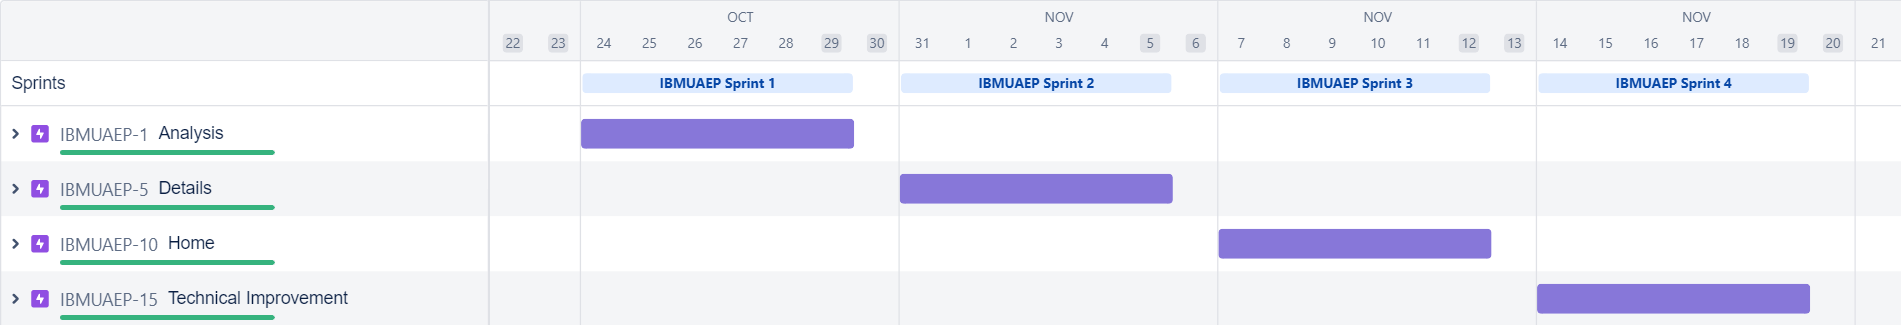 OCT NOV NOV NOV
22 23 24 25 26 27 28 29 30 31 1 2 3 4 5 6 7 8 9 10 11 12 13 14 15 16 17 18 19 20 21
Sprints IBMUAEP Sprint 1 IBMUAEP Sprint 2 IBMUAEP Sprint 3 IBMUAEP Sprint 4
IBMUAEP-1 Analysis
IBMUAEP-5 Details
IBMUAEP-10 Home
IBMUAEP-15 Technical Improvement